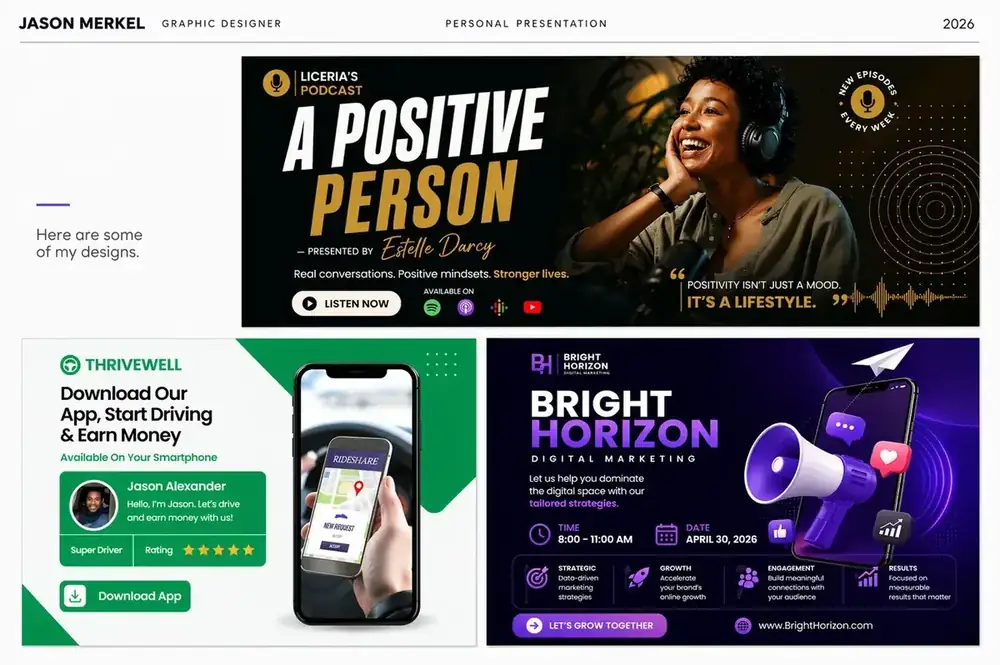 JASON MERKEL GRAPHIC DESIGNER PERSONAL PRESENTATION 2026
Here are some
of my designs.
LICERIA'S
PODCAST
A POSITIVE
PERSON
– PRESENTED BY Estelle Darcy
Real conversations. Positive mindsets. Stronger lives.
LISTEN NOW
AVAILABLE ON
NEW EPISODES
EVERY WEEK
“POSITIVITY ISN'T JUST A MOOD.
IT'S A LIFESTYLE.”
THRIVEWELL
Download Our
App, Start Driving
& Earn Money
Available On Your Smartphone
Jason Alexander
Hello, I'm Jason. Let's drive
and earn money with us!
Super Driver Rating
Download App
RIDESHARE
NEW REQUEST
ACCEPT
BH BRIGHT
HORIZON
DIGITAL MARKETING
BRIGHT
HORIZON
DIGITAL MARKETING
Let us help you dominate
the digital space with our
tailored strategies.
TIME
8:00 - 11:00 AM
DATE
APRIL 30, 2026
STRATEGIC
Data-driven
marketing
strategies
GROWTH
Accelerate
your brand's
online growth
ENGAGEMENT
Build meaningful
connections with
your audience
RESULTS
Focused on
measurable
results that matter
LET'S GROW TOGETHER
www.BrightHorizon.com